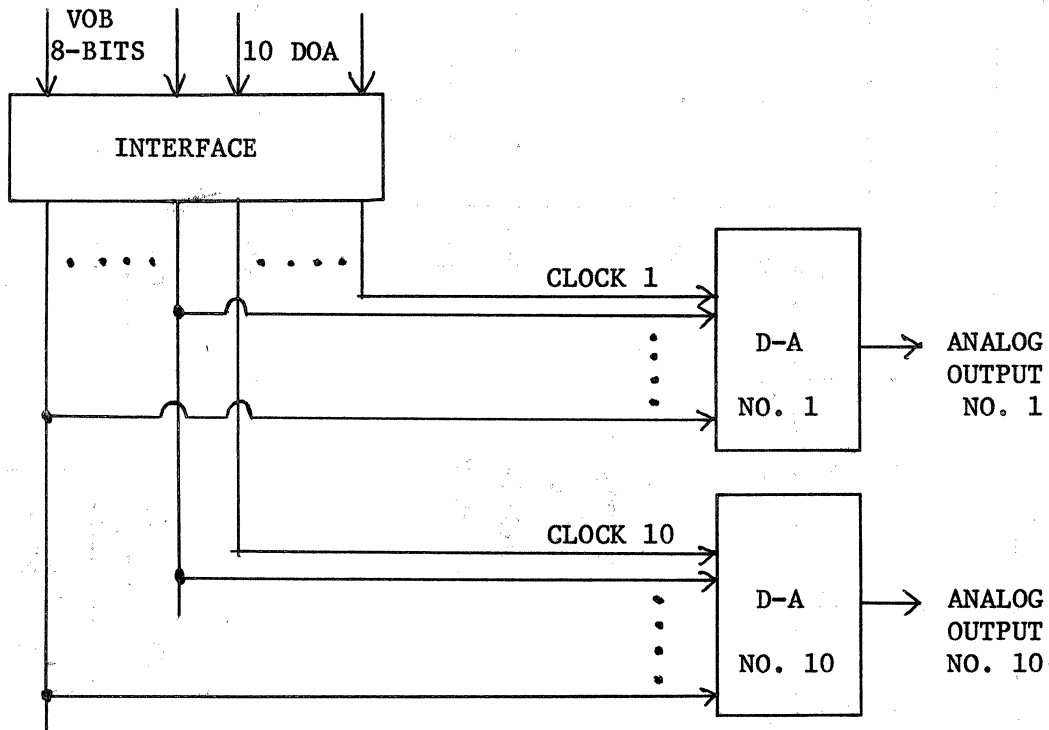 VOB
8-BITS
10 DOA
INTERFACE
CLOCK 1
D-A
NO. 1
ANALOG
OUTPUT
NO. 1
CLOCK 10
D-A
NO. 10
ANALOG
OUTPUT
NO. 10